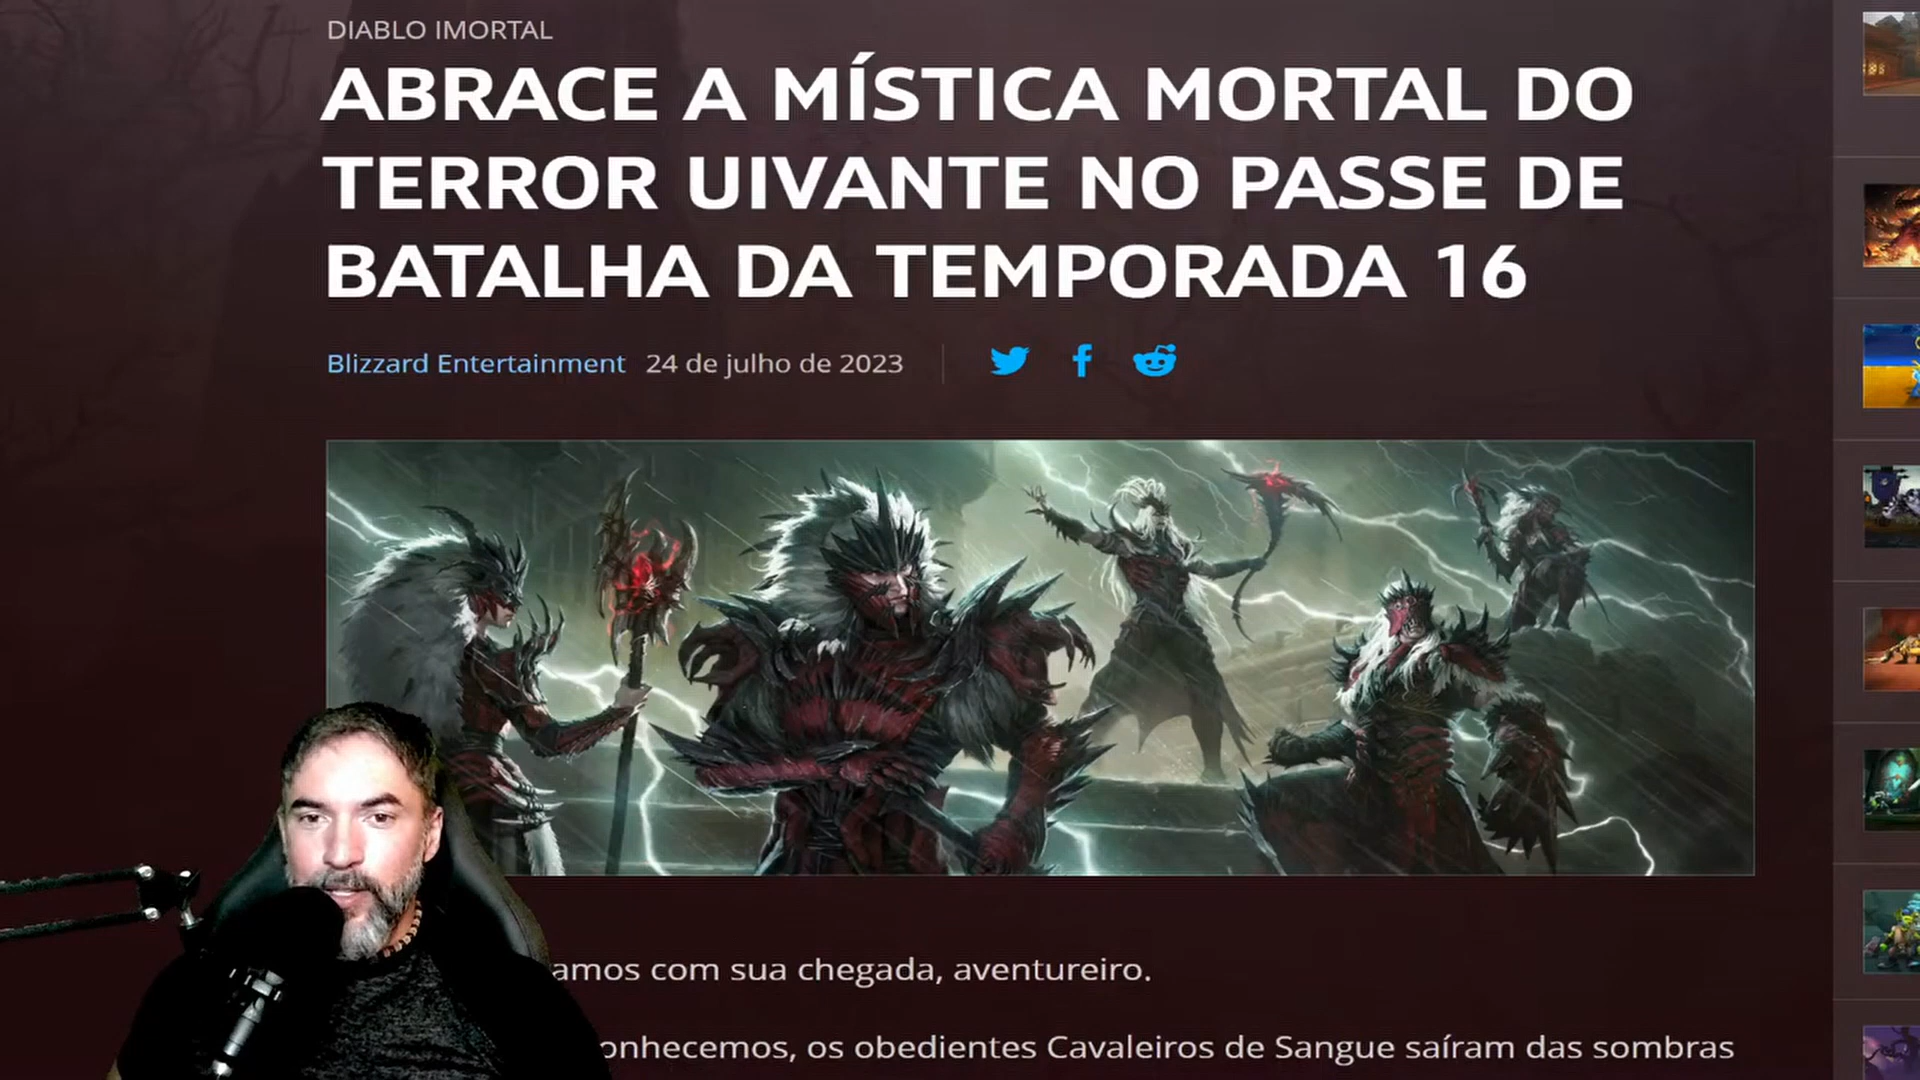 DIABLO IMORTAL
ABRACE A MÍSTICA MORTAL DO
TERROR UIVANTE NO PASSE DE
BATALHA DA TEMPORADA 16
Blizzard Entertainment 24 de julho de 2023
amos com sua chegada, aventureiro.
onhecemos, os obedientes Cavaleiros de Sangue saíram das sombras